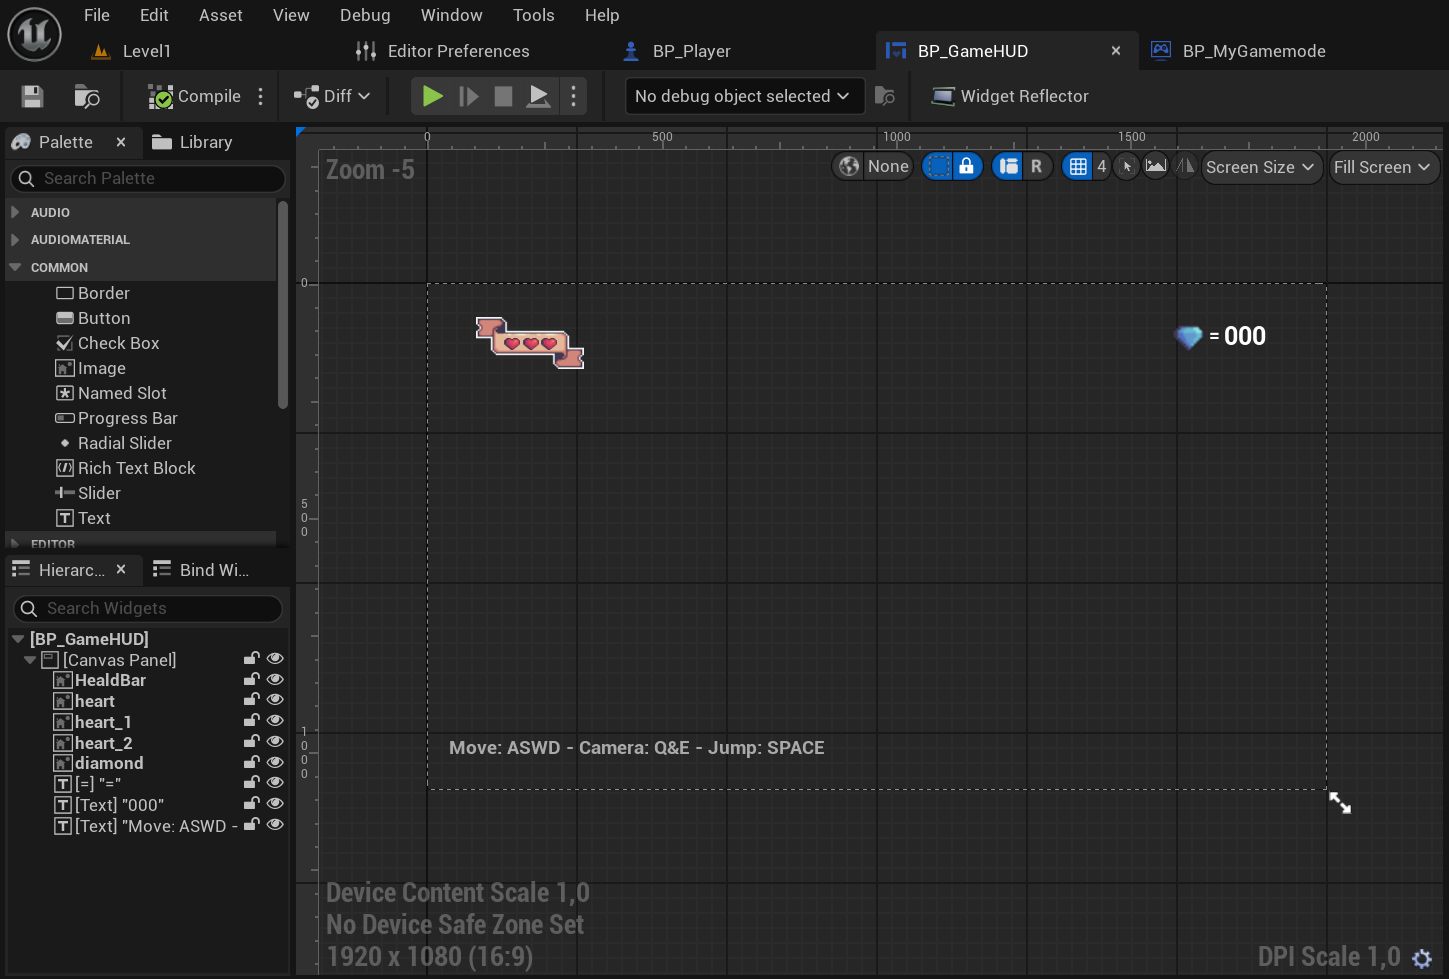 File Edit Asset View Debug Window Tools Help
Level1 Editor Preferences BP_Player BP_GameHUD BP_MyGamemode
Compile Diff No debug object selected Widget Reflector
Palette Library
Search Palette
AUDIO
AUDIOMATERIAL
COMMON
Border
Button
Check Box
Image
Named Slot
Progress Bar
Radial Slider
Rich Text Block
Slider
Text
EDITOR
Hierarc... Bind Wi...
Search Widgets
[BP_GameHUD]
[Canvas Panel]
HealdBar
heart
heart_1
heart_2
diamond
[=] "="
[Text] "000"
[Text] "Move: ASWD -
0 500 1000 1500 2000
Zoom -5
None R 4 Screen Size Fill Screen
0
500
1000
= 000
Move: ASWD - Camera: Q&E - Jump: SPACE
Device Content Scale 1,0
No Device Safe Zone Set
1920 x 1080 (16:9)
DPI Scale 1,0